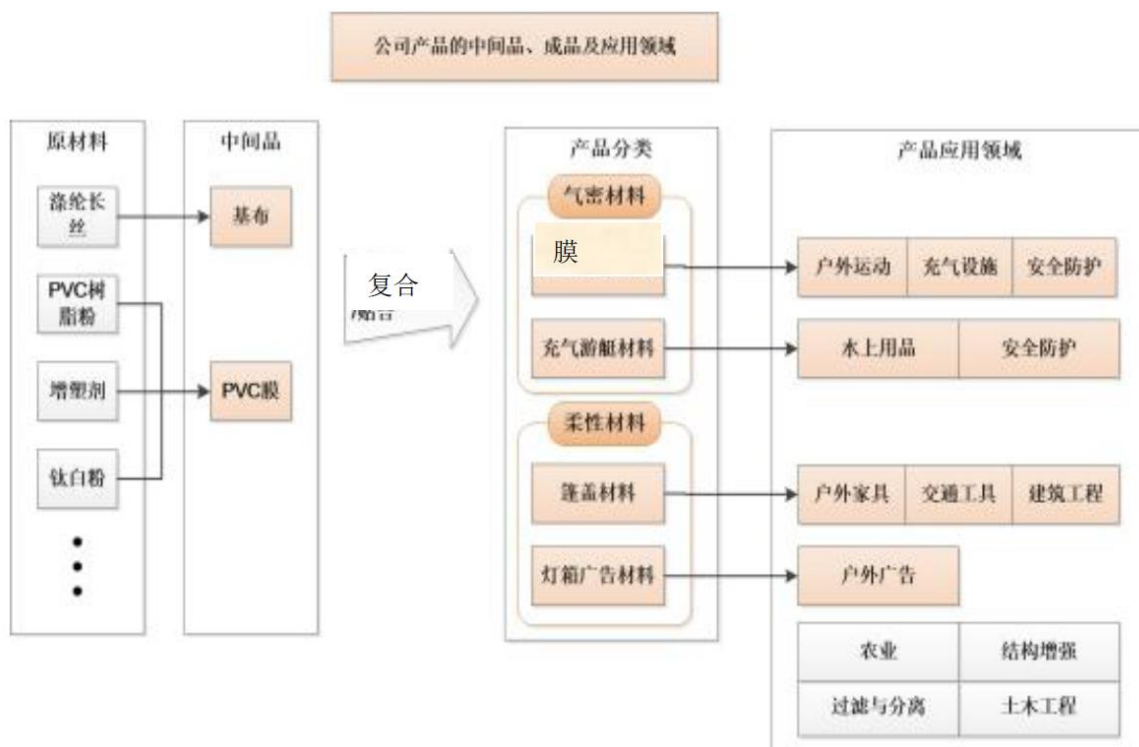 公司产品的中间品、成品及应用领域
原材料
涤纶长
丝
PVC树
脂粉
增塑剂
钛白粉
中间品
基布
PVC膜
复合
产品分类
气密材料
膜
充气游艇材料
柔性材料
篷盖材料
灯箱广告材料
产品应用领域
户外运动 充气设施 安全防护
水上用品 安全防护
户外家具 交通工具 建筑工程
户外广告
农业 结构增强
过滤与分离 土木工程